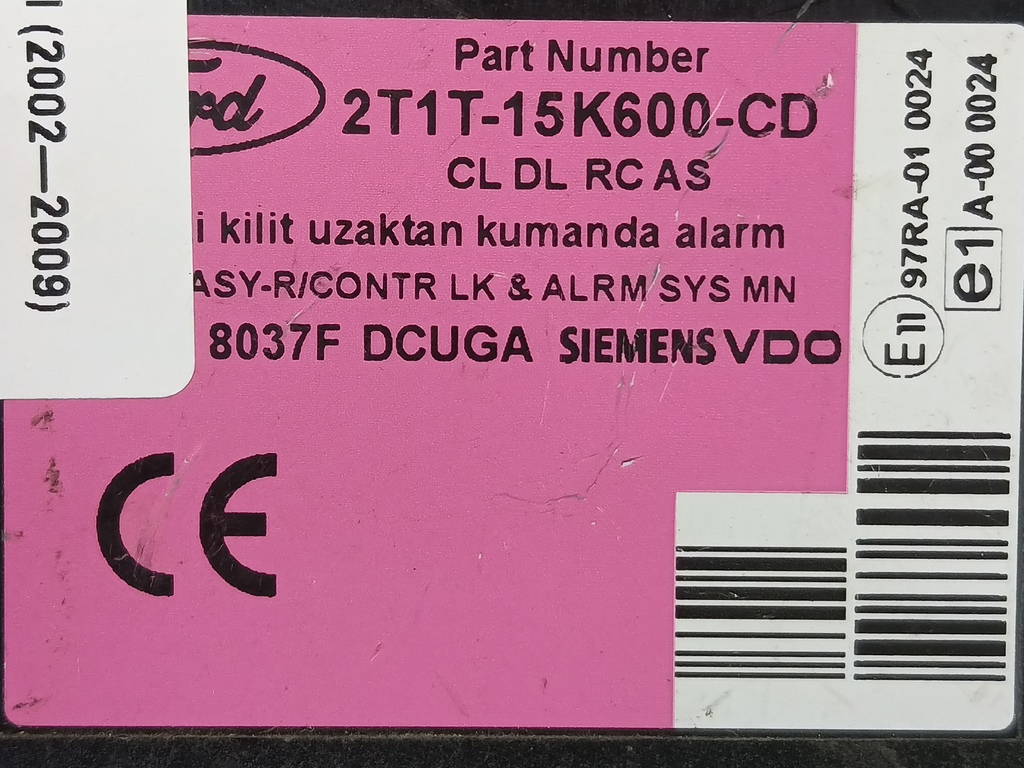 (2002—2009)
Part Number
2T1T-15K600-CD
CL DL RC AS
i kilit uzaktan kumanda alarm
ASY-R/CONTR LK & ALRM SYS MN
8037F DCUGA SIEMENS VDO
CE
E11 97RA-01 0024
e1 A-00 0024